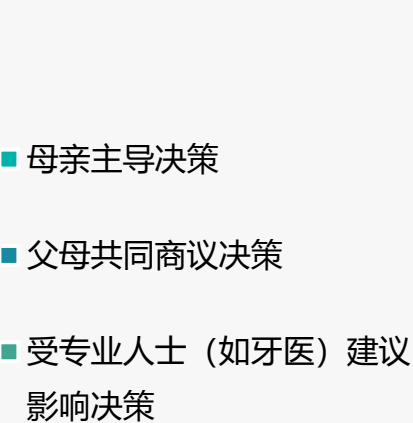 母亲主导决策
父母共同商议决策
受专业人士（如牙医）建议
影响决策